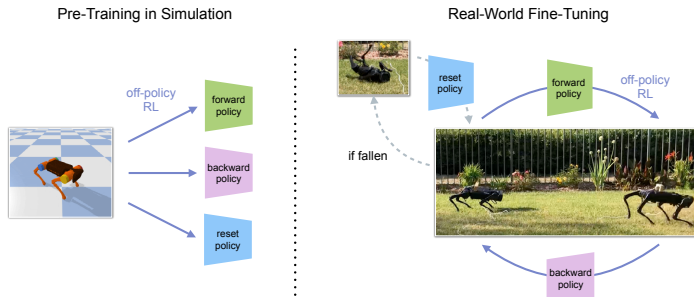 Pre-Training in Simulation
off-policy
RL
forward
policy
backward
policy
reset
policy
Real-World Fine-Tuning
reset
policy
forward
policy
off-policy
RL
if fallen
backward
policy